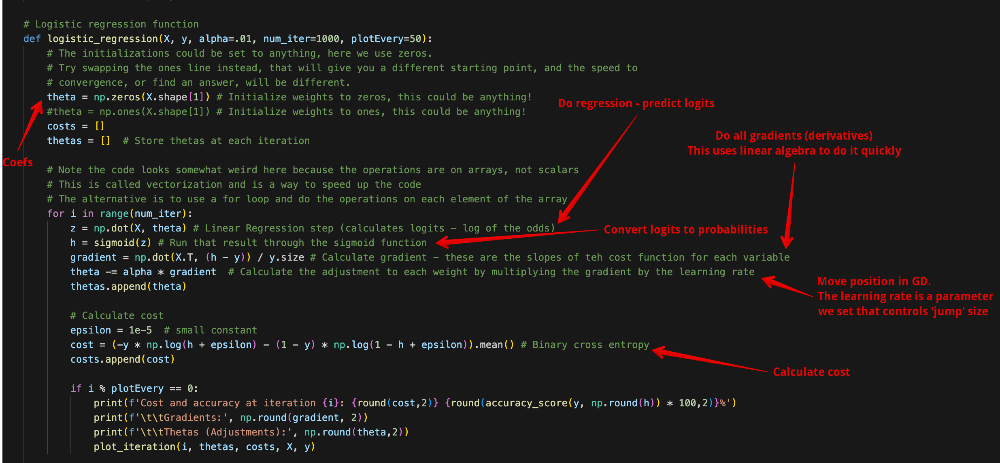 # Logistic regression function
def logistic_regression(X, y, alpha=.01, num_iter=1000, plotEvery=50):
# The initializations could be set to anything, here we use zeros.
# Try swapping the ones line instead, that will give you a different starting point, and the speed to
# convergence, or find an answer, will be different.
theta = np.zeros(X.shape[1]) # Initialize weights to zeros, this could be anything!
Do regression - predict logits
#theta = np.ones(X.shape[1]) # Initialize weights to ones, this could be anything!
costs = []
thetas = []  # Store thetas at each iteration
Do all gradients (derivatives)
This uses linear algebra to do it quickly
Coefs
# Note the code looks somewhat weird here because the operations are on arrays, not scalars
# This is called vectorization and is a way to speed up the code
# The alternative is to use a for loop and do the operations on each element of the array
for i in range(num_iter):
z = np.dot(X, theta) # Linear Regression step (calculates logits - log of the odds)
Convert logits to probabilities
h = sigmoid(z) # Run that result through the sigmoid function
gradient = np.dot(X.T, (h - y)) / y.size # Calculate gradient - these are the slopes of teh cost function for each variable
theta -= alpha * gradient  # Calculate the adjustment to each weight by multiplying the gradient by the learning rate
thetas.append(theta)
Move position in GD.
The learning rate is a parameter
we set that controls 'jump' size
# Calculate cost
epsilon = 1e-5  # small constant
cost = (-y * np.log(h + epsilon) - (1 - y) * np.log(1 - h + epsilon)).mean() # Binary cross entropy
costs.append(cost)
Calculate cost
if i % plotEvery == 0:
print(f'Cost and accuracy at iteration {i}: {round(cost,2)} {round(accuracy_score(y, np.round(h)) * 100,2)}%')
print(f'\t\tGradients:', np.round(gradient, 2))
print(f'\t\tThetas (Adjustments):', np.round(theta,2))
plot_iteration(i, thetas, costs, X, y)